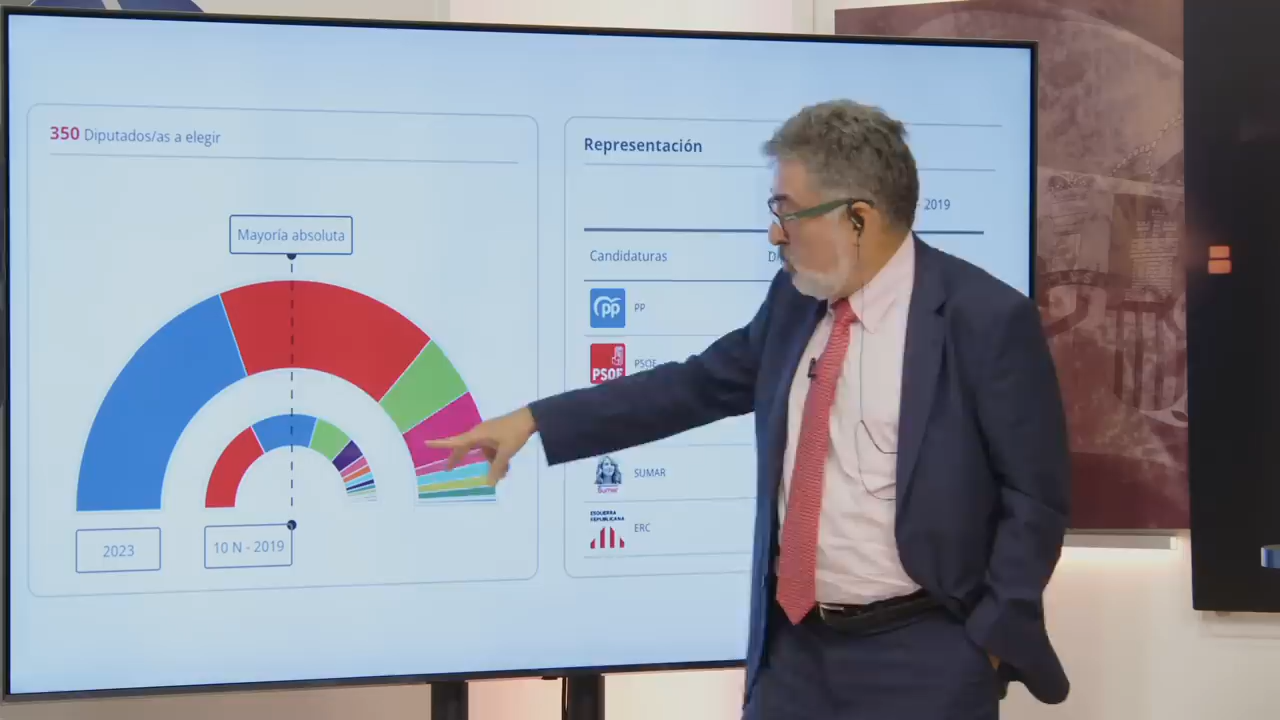 350 Diputados/as a elegir
Mayoría absoluta
2023
10 N - 2019
Representación
- 2019
Candidaturas
pp
PP
PSOE
PSOE
SUMAR
Sumar
ESQUERRA
REPUBLICANA
ERC